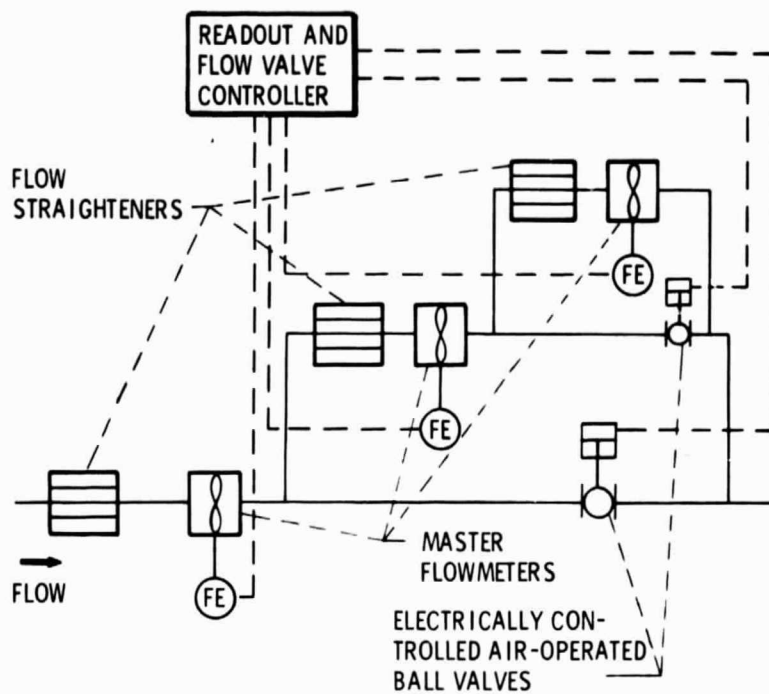 READOUT AND
FLOW VALVE
CONTROLLER
FLOW
STRAIGHTENERS
FE
FE
FE
MASTER
FLOWMETERS
FLOW
ELECTRICALLY CON-
TROLLED AIR-OPERATED
BALL VALVES